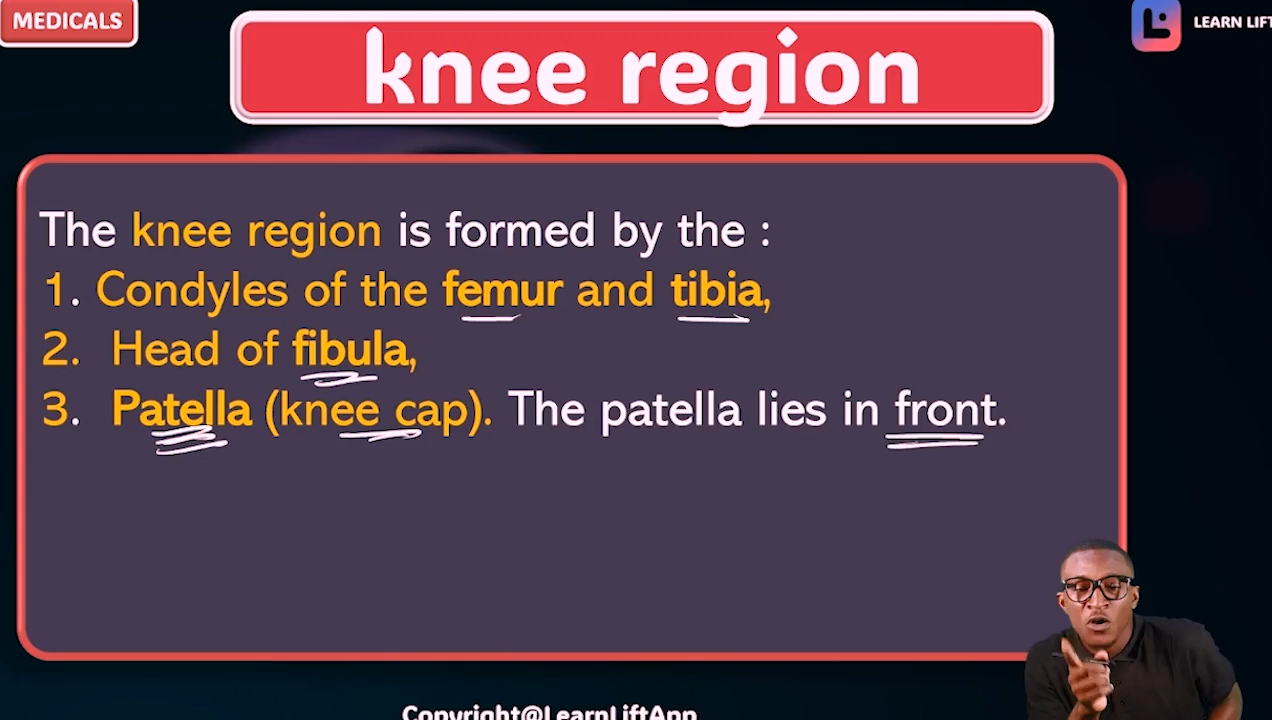 MEDICALS
knee region
LEARN LIFT
The knee region is formed by the :
1. Condyles of the femur and tibia,
2. Head of fibula,
3. Patella (knee cap). The patella lies in front.
Copyright@LearnLiftApp